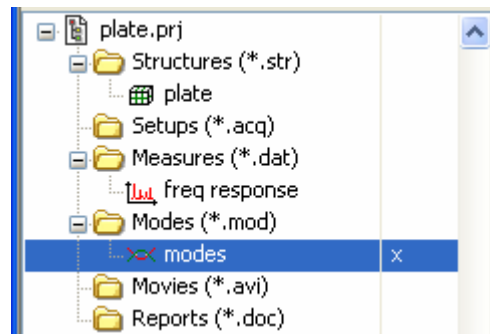 plate.prj
Structures (*.str)
plate
Setups (*.acq)
Measures (*.dat)
freq response
Modes (*.mod)
modes x
Movies (*.avi)
Reports (*.doc)